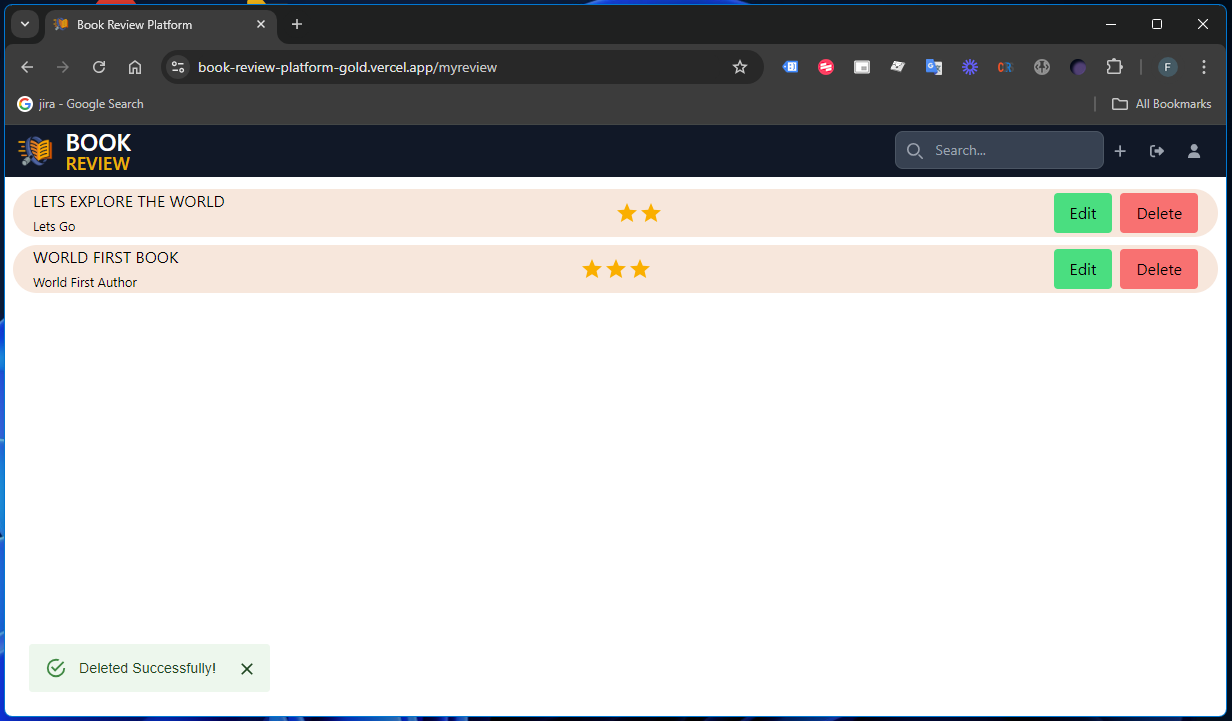 Book Review Platform
book-review-platform-gold.vercel.app/myreview
F
jira - Google Search
All Bookmarks
BOOK
REVIEW
Search...
LETS EXPLORE THE WORLD
Lets Go
Edit
Delete
WORLD FIRST BOOK
World First Author
Edit
Delete
Deleted Successfully!